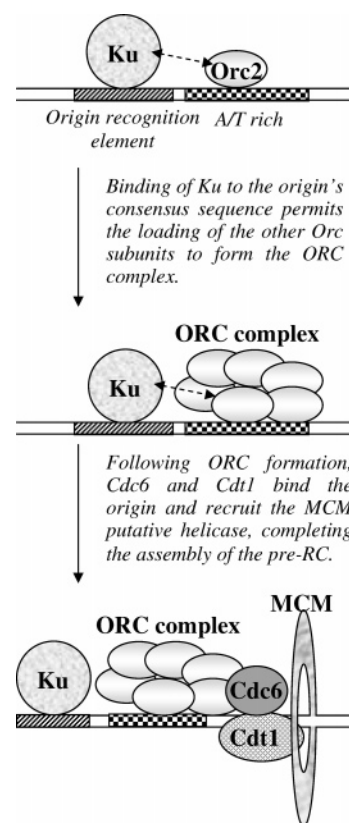 Ku
Orc2
Origin recognition element
A/T rich
Binding of Ku to the origin's
consensus sequence permits
the loading of the other Orc
subunits to form the ORC
complex.
ORC complex
Ku
Following ORC formation,
Cdc6 and Cdt1 bind the
origin and recruit the MCM
putative helicase, completing
the assembly of the pre-RC.
MCM
ORC complex
Ku
Cdc6
Cdt1